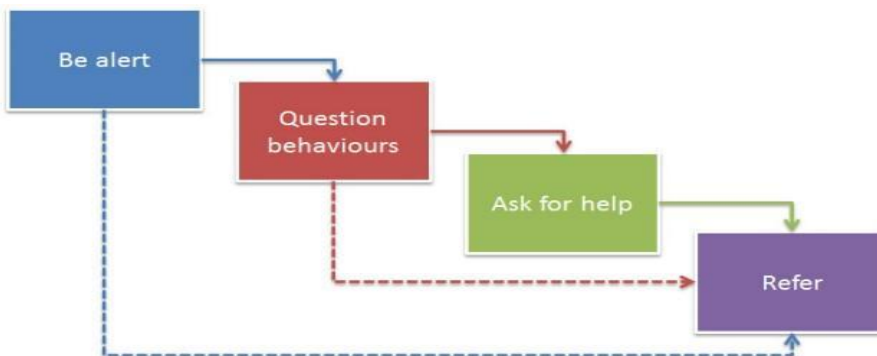 Be alert
Question
behaviours
Ask for help
Refer